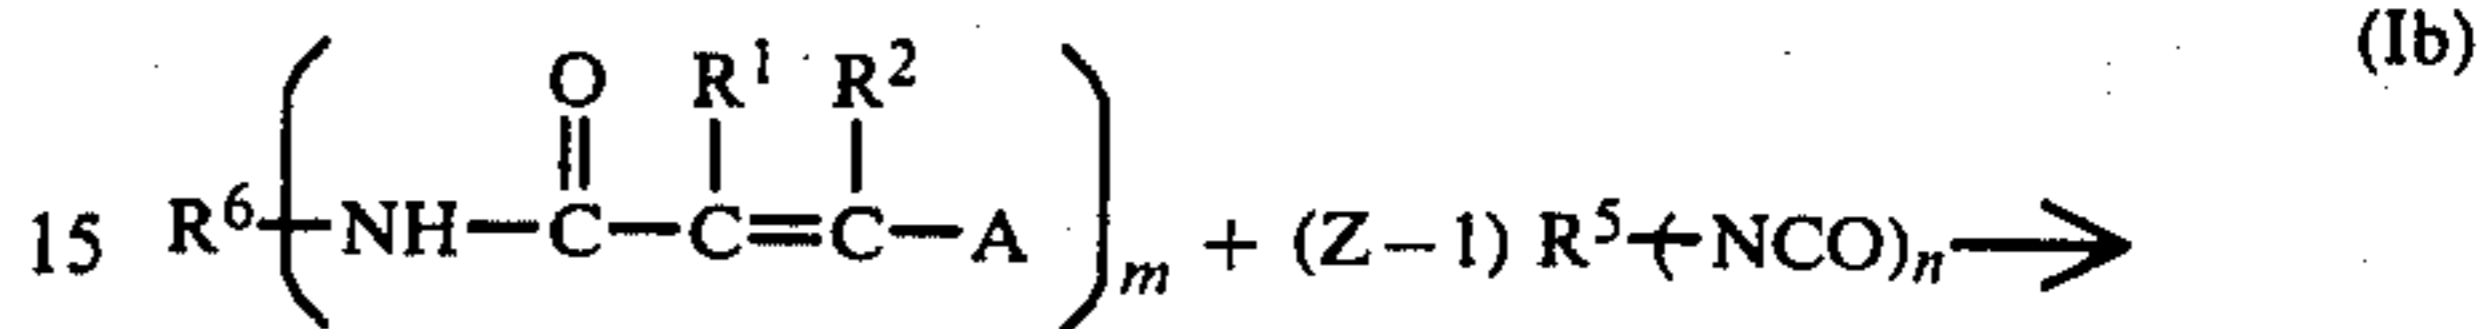 (Ib)
O R¹ R²
15 R⁶(NH—C—C=C—A)m + (Z−1) R⁵(NCO)n→